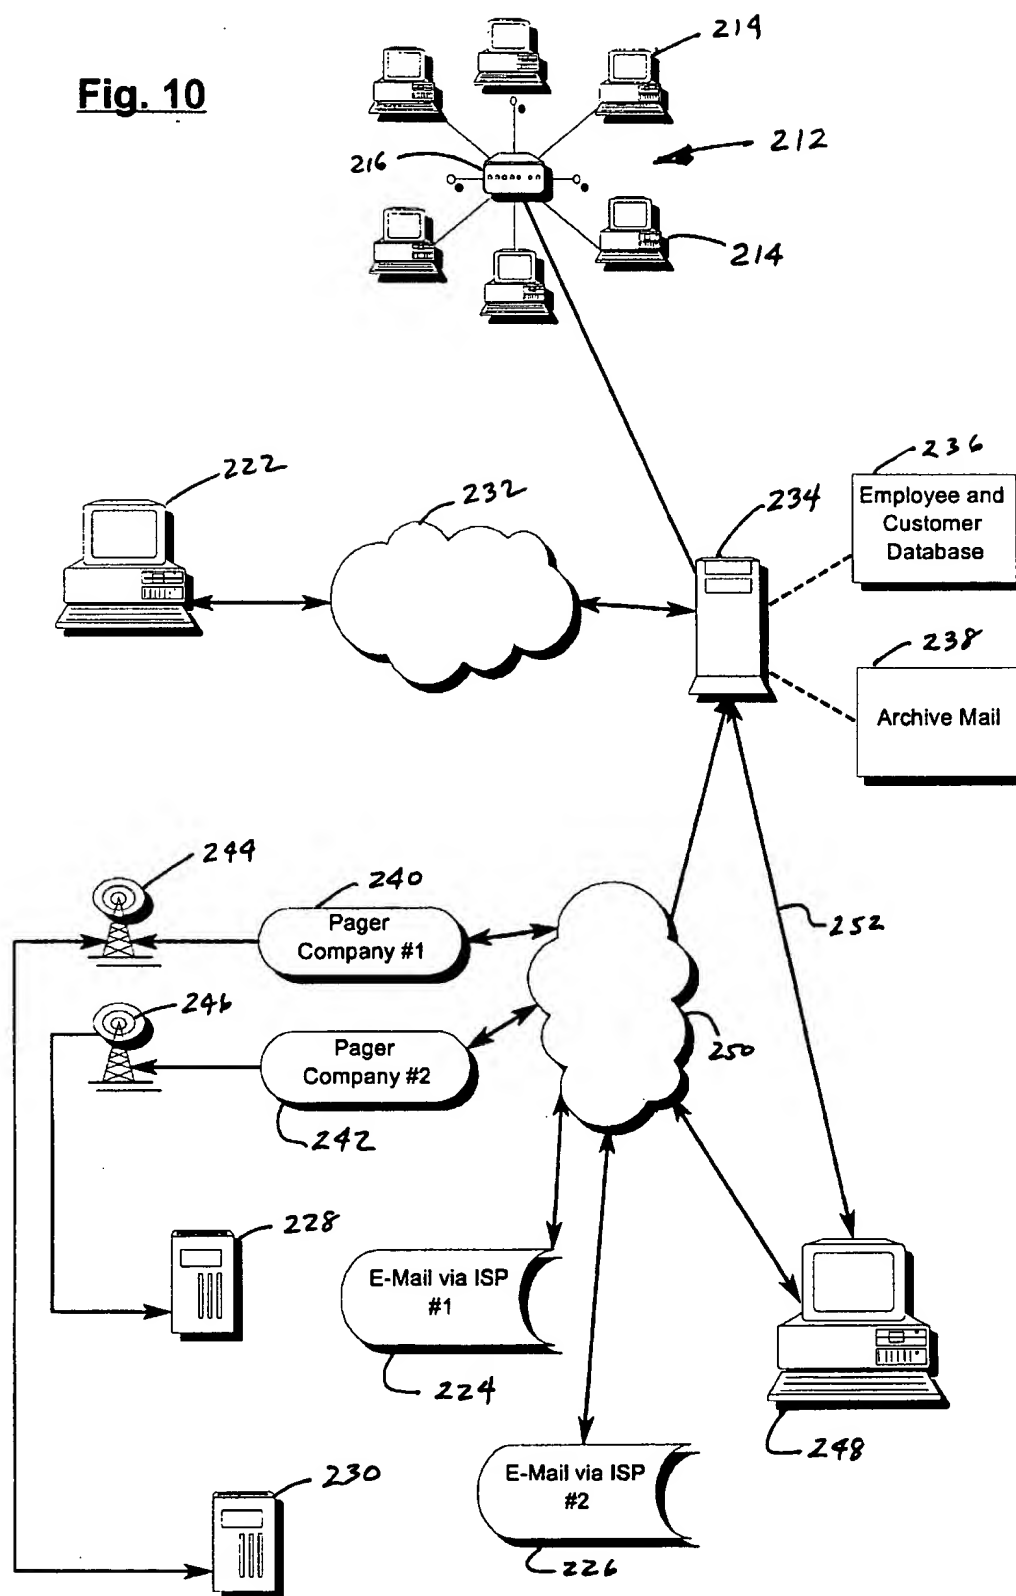 Fig. 10
214
216
212
214
222
232
234
236
Employee and
Customer
Database
238
Archive Mail
244
240
Pager
Company #1
252
246
Pager
Company #2
250
242
228
E-Mail via ISP
#1
224
248
230
E-Mail via ISP
#2
226